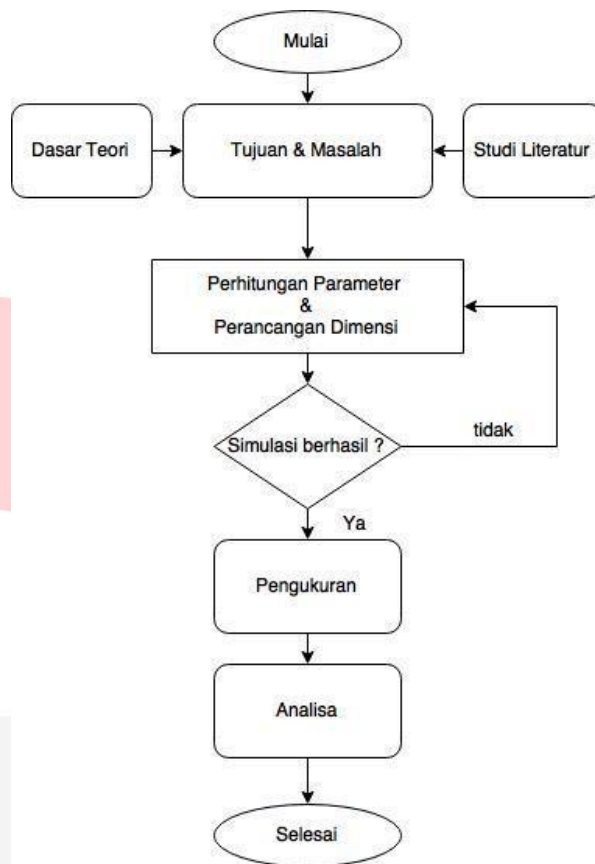 Mulai
Dasar Teori
Tujuan & Masalah
Studi Literatur
Perhitungan Parameter
&
Perancangan Dimensi
Simulasi berhasil ?
tidak
Ya
Pengukuran
Analisa
Selesai